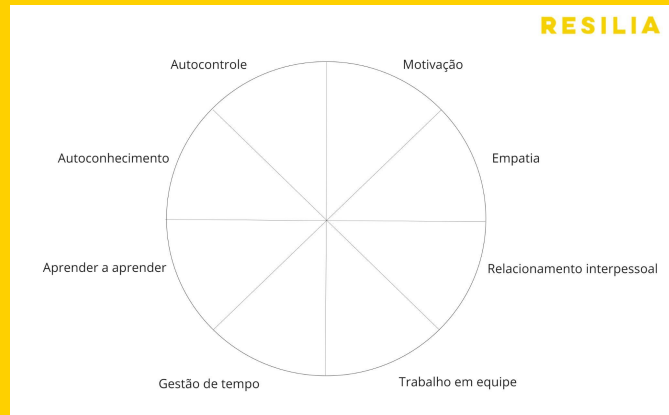 RESILIA
Autocontrole
Motivação
Autoconhecimento
Empatia
Aprender a aprender
Relacionamento interpessoal
Gestão de tempo
Trabalho em equipe